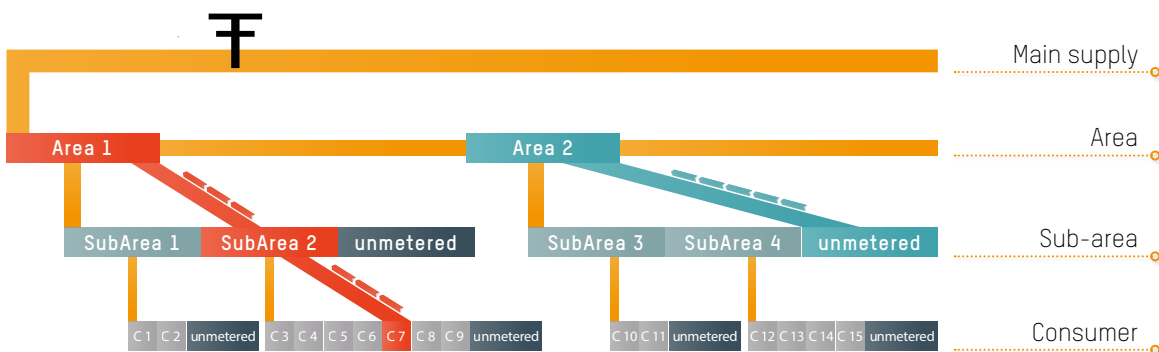 Main supply
Area 1 Area 2 Area
SubArea 1 SubArea 2 unmetered SubArea 3 SubArea 4 unmetered Sub-area
C 1 C 2 unmetered C 3 C 4 C 5 C 6 C 7 C 8 C 9 unmetered C 10 C 11 unmetered C 12 C 13 C 14 C 15 unmetered Consumer